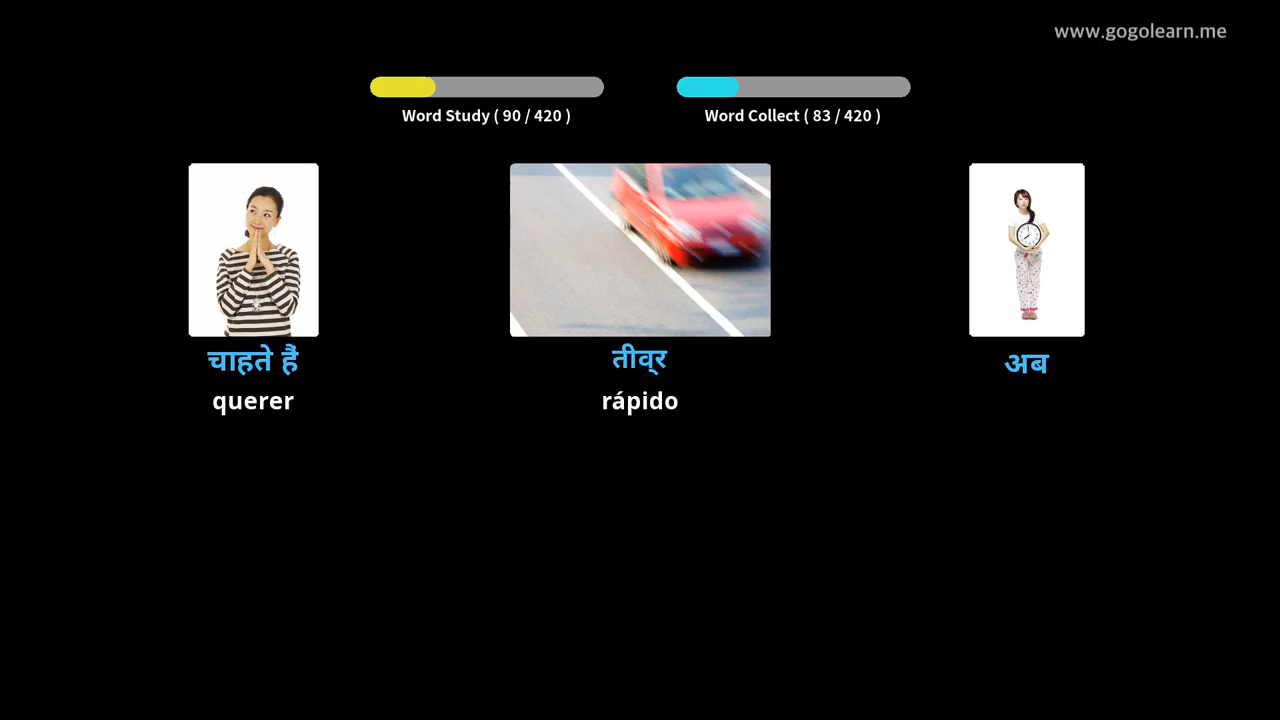 www.gogolearn.me
Word Study ( 90 / 420 )
Word Collect ( 83 / 420 )
चाहते हैं
querer
तीव्र
rápido
अब